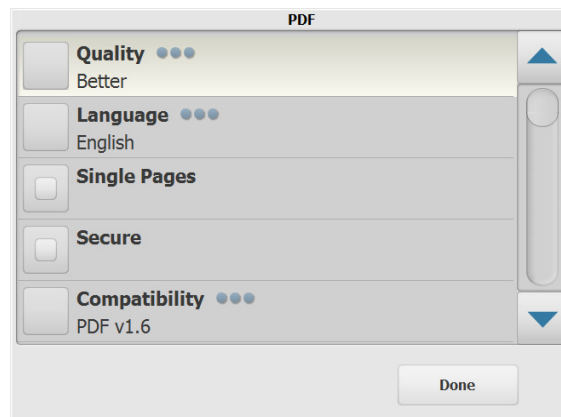 PDF
Quality
Better
Language
English
Single Pages
Secure
Compatibility
PDF v1.6
Done